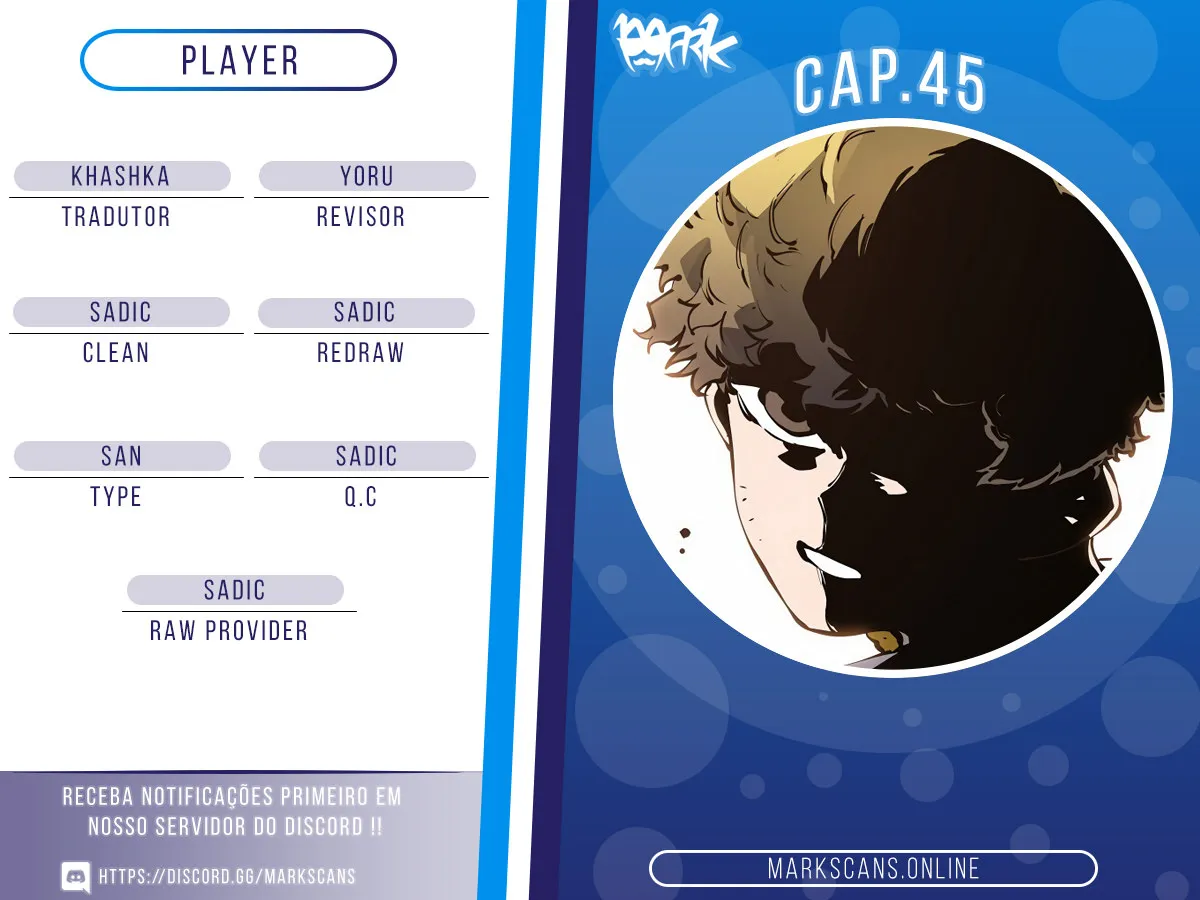 PLAYER
KHASHKA
TRADUTOR
YORU
REVISOR
SADIC
CLEAN
SADIC
REDRAW
SAN
TYPE
SADIC
Q.C
SADIC
RAW PROVIDER
RECEBA NOTIFICAÇÕES PRIMEIRO EM
NOSSO SERVIDOR DO DISCORD !!
HTTPS://DISCORD.GG/MARKSCANS
MARK
CAP.45
MARKSCANS.ONLINE